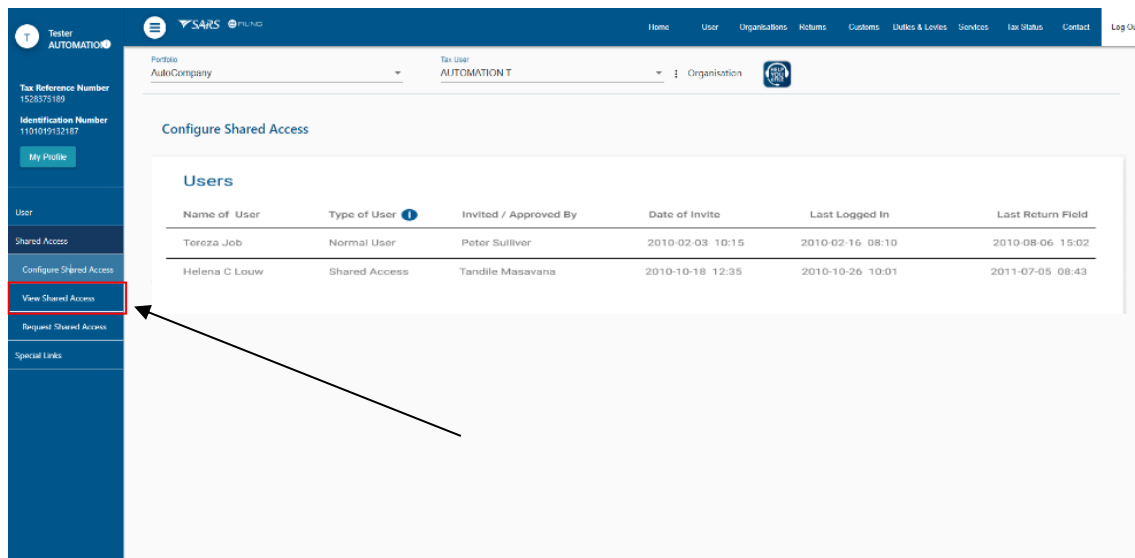 T
Tester
AUTOMATION
SARS eFILING
Home User Organisations Returns Customs Duties & Levies Services Tax Status Contact Log Ou
Portfolio
AutoCompany
Tax User
AUTOMATION T
Organisation
HELP YOU
Tax Reference Number
1528375189
Identification Number
1101019132187
My Profile
User
Shared Access
Configure Shared Access
View Shared Access
Request Shared Access
Special Links
Configure Shared Access
Users
Name of User Type of User i Invited / Approved By Date of Invite Last Logged In Last Return Field
Tereza Job Normal User Peter Sulliver 2010-02-03 10:15 2010-02-16 08:10 2010-08-06 15:02
Helena C Louw Shared Access Tandile Masavana 2010-10-18 12:35 2010-10-26 10:01 2011-07-05 08:43